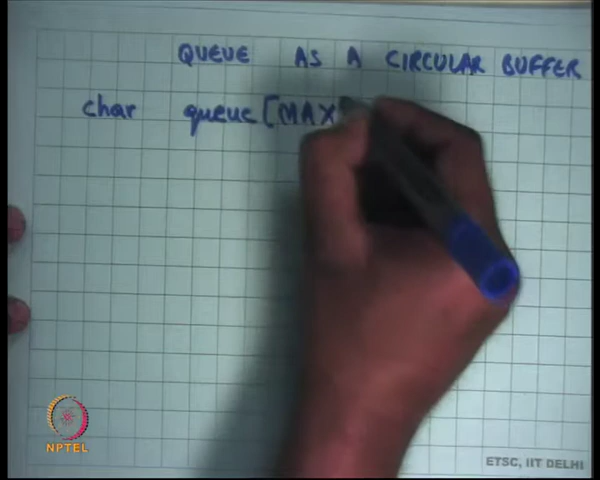 QUEUE AS A CIRCULAR BUFFER
char queue [MAX
NPTEL
ETSC, IIT DELHI